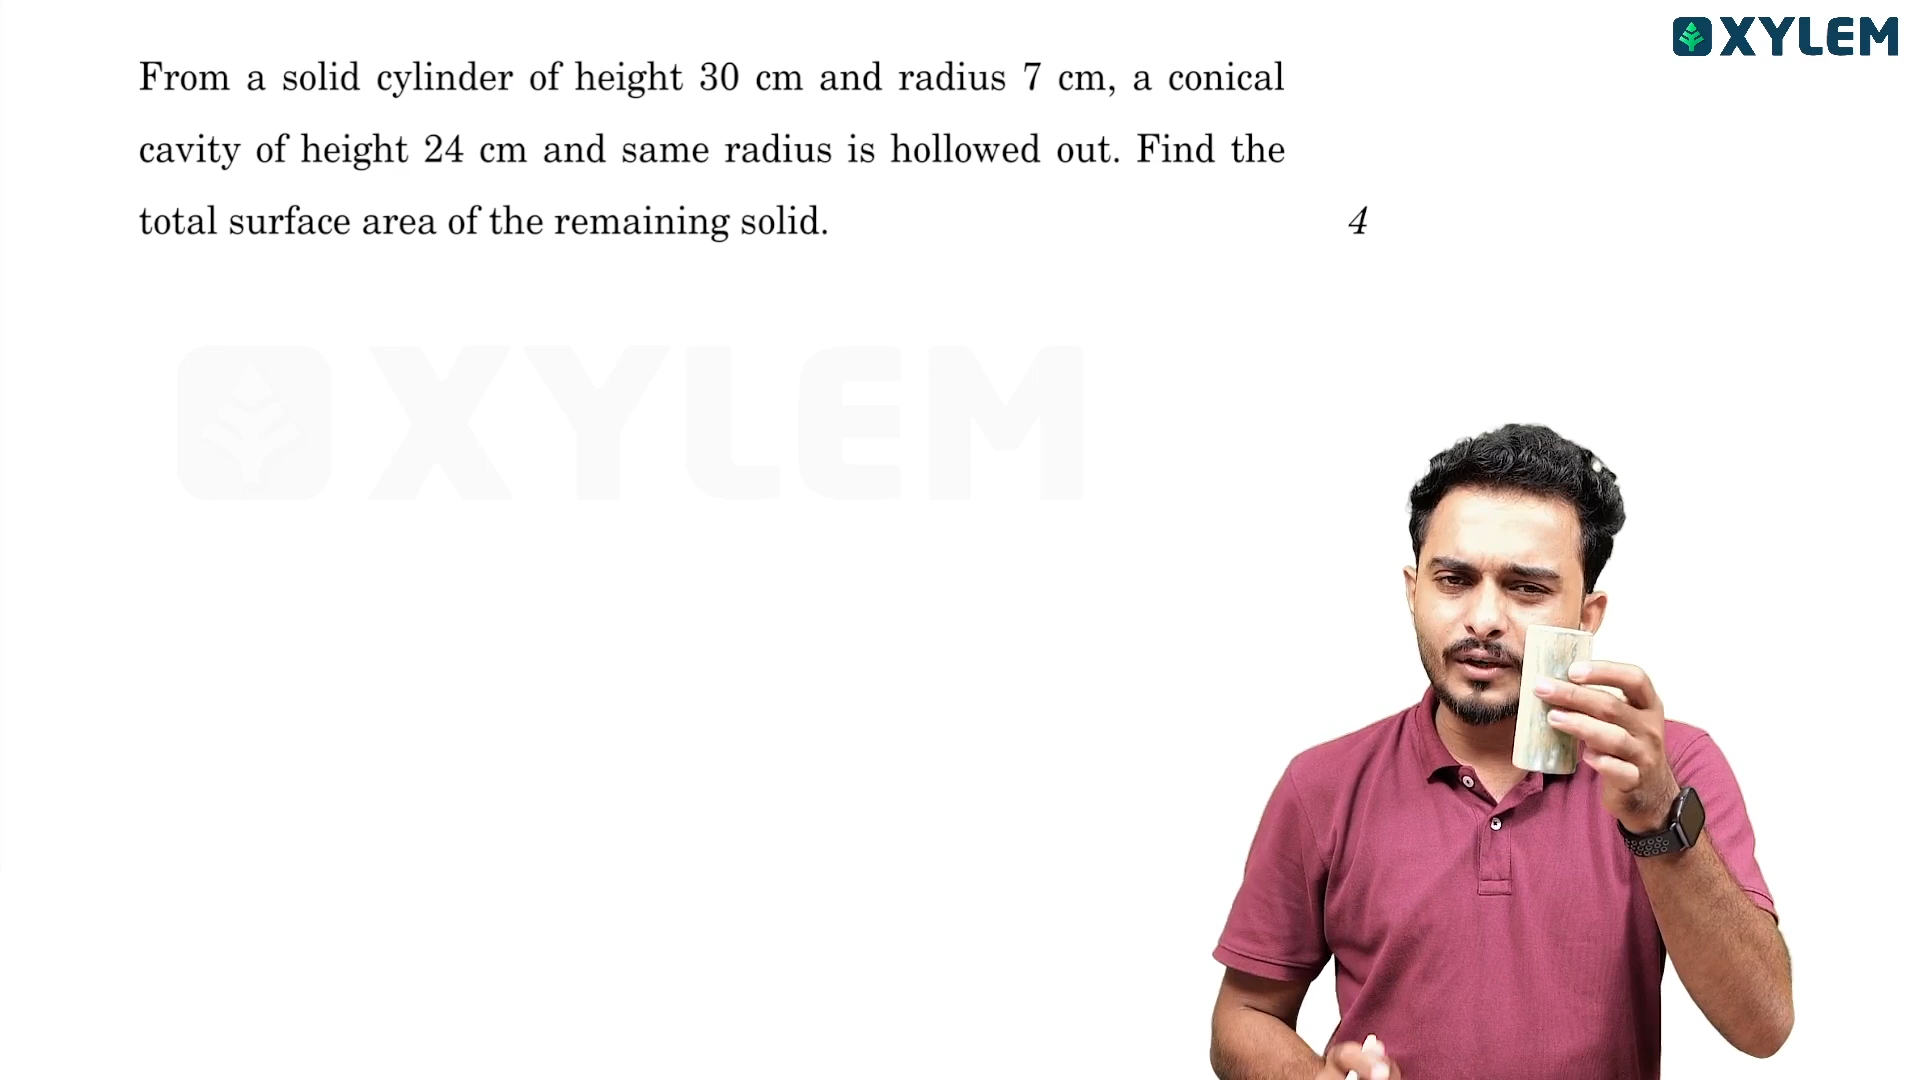 XYLEM
From a solid cylinder of height 30 cm and radius 7 cm, a conical
cavity of height 24 cm and same radius is hollowed out. Find the
total surface area of the remaining solid. 4
XYLEM